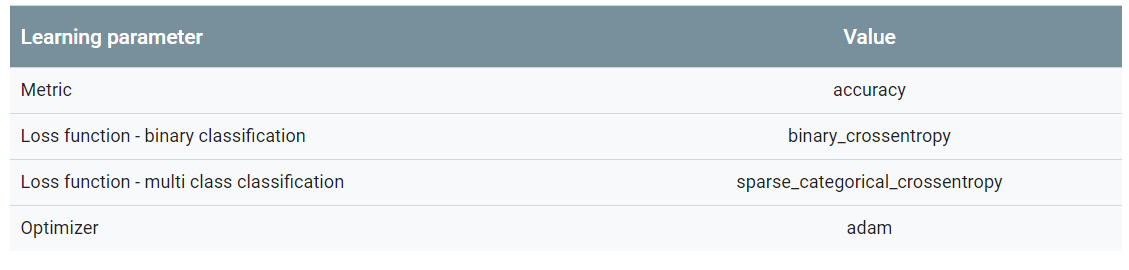 Learning parameter Value
Metric accuracy
Loss function - binary classification binary_crossentropy
Loss function - multi class classification sparse_categorical_crossentropy
Optimizer adam